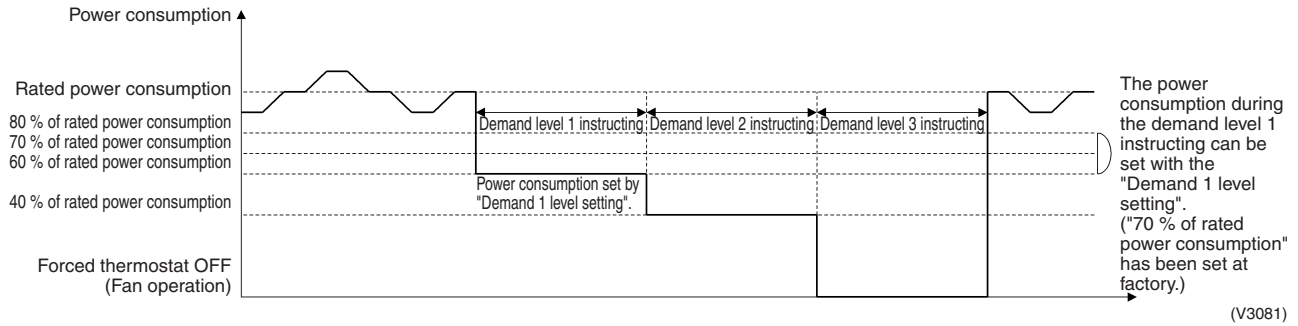 Power consumption
Rated power consumption
80 % of rated power consumption
70 % of rated power consumption
60 % of rated power consumption
40 % of rated power consumption
Forced thermostat OFF
(Fan operation)
Demand level 1 instructing
Demand level 2 instructing
Demand level 3 instructing
Power consumption set by
"Demand 1 level setting".
The power
consumption during
the demand level 1
instructing can be
set with the
"Demand 1 level
setting".
("70 % of rated
power consumption"
has been set at
factory.)
(V3081)